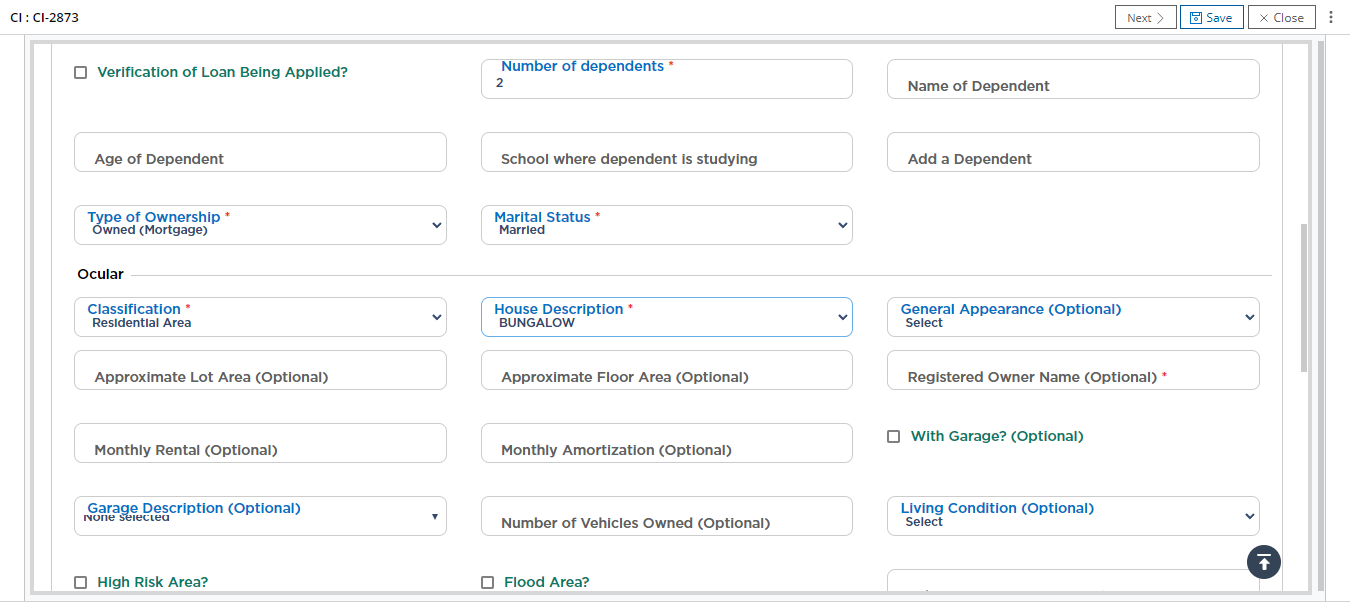 CI : CI-2873
Next
Save
Close
Verification of Loan Being Applied?
Number of dependents *
2
Name of Dependent
Age of Dependent
School where dependent is studying
Add a Dependent
Type of Ownership *
Owned (Mortgage)
Marital Status *
Married
Ocular
Classification *
Residential Area
House Description *
BUNGALOW
General Appearance (Optional)
Select
Approximate Lot Area (Optional)
Approximate Floor Area (Optional)
Registered Owner Name (Optional) *
Monthly Rental (Optional)
Monthly Amortization (Optional)
With Garage? (Optional)
Garage Description (Optional)
None selected
Number of Vehicles Owned (Optional)
Living Condition (Optional)
Select
High Risk Area?
Flood Area?